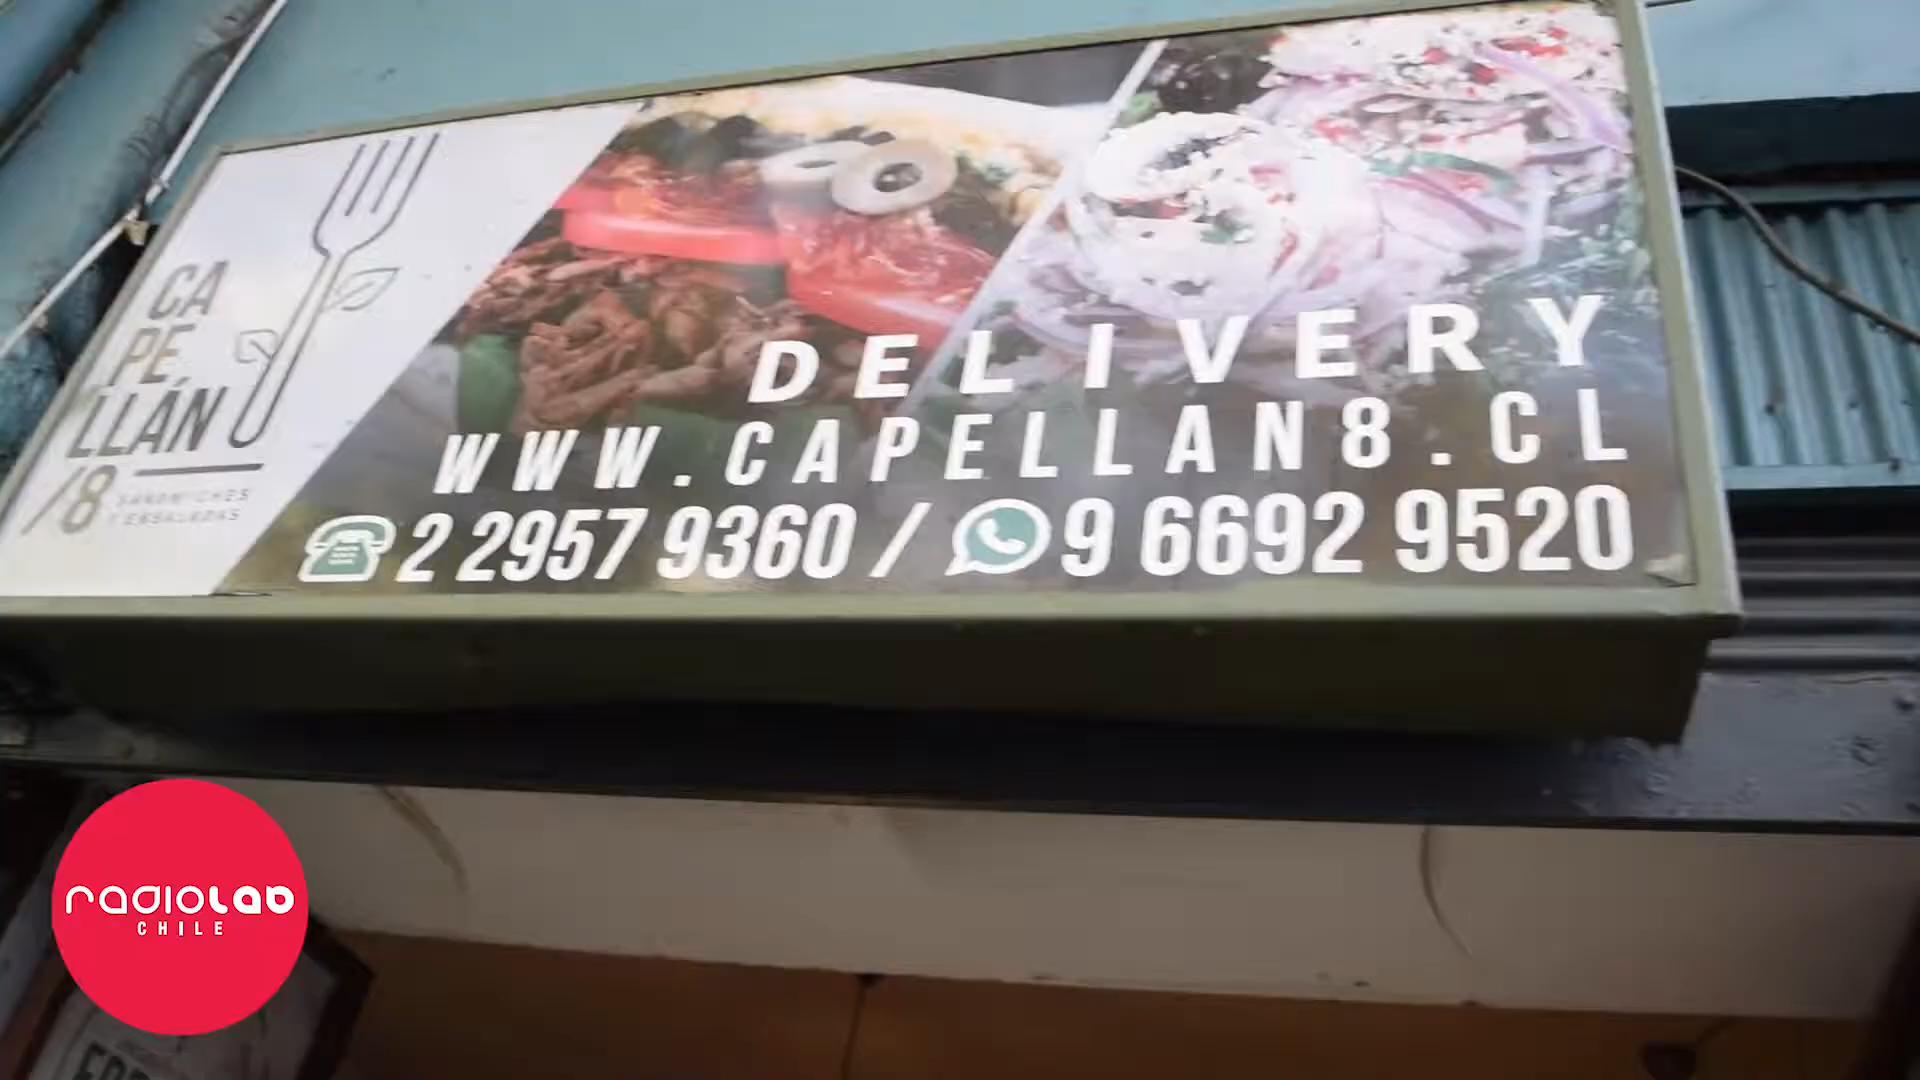 CA
PE
LLÁN
/8
SANDWICHES
Y ENSALADAS
DELIVERY
WWW.CAPELLAN8.CL
2 2957 9360 / 9 6692 9520
radiolab
CHILE